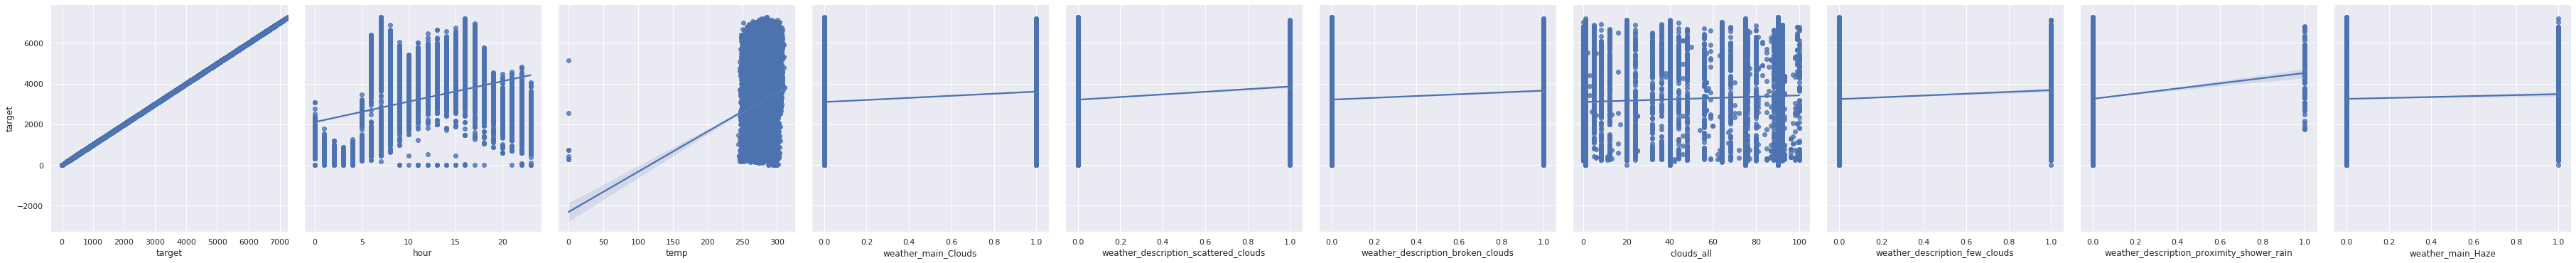 6000
4000
2000
0
−2000
target
0 1000 2000 3000 4000 5000 6000 7000
target
0 5 10 15 20
hour
0 50 100 150 200 250 300
temp
0.0 0.2 0.4 0.6 0.8 1.0
weather_main_Clouds
0.0 0.2 0.4 0.6 0.8 1.0
weather_description_scattered_clouds
0.0 0.2 0.4 0.6 0.8 1.0
weather_description_broken_clouds
0 20 40 60 80 100
clouds_all
0.0 0.2 0.4 0.6 0.8 1.0
weather_description_few_clouds
0.0 0.2 0.4 0.6 0.8 1.0
weather_description_proximity_shower_rain
0.0 0.2 0.4 0.6 0.8 1.0
weather_main_Haze